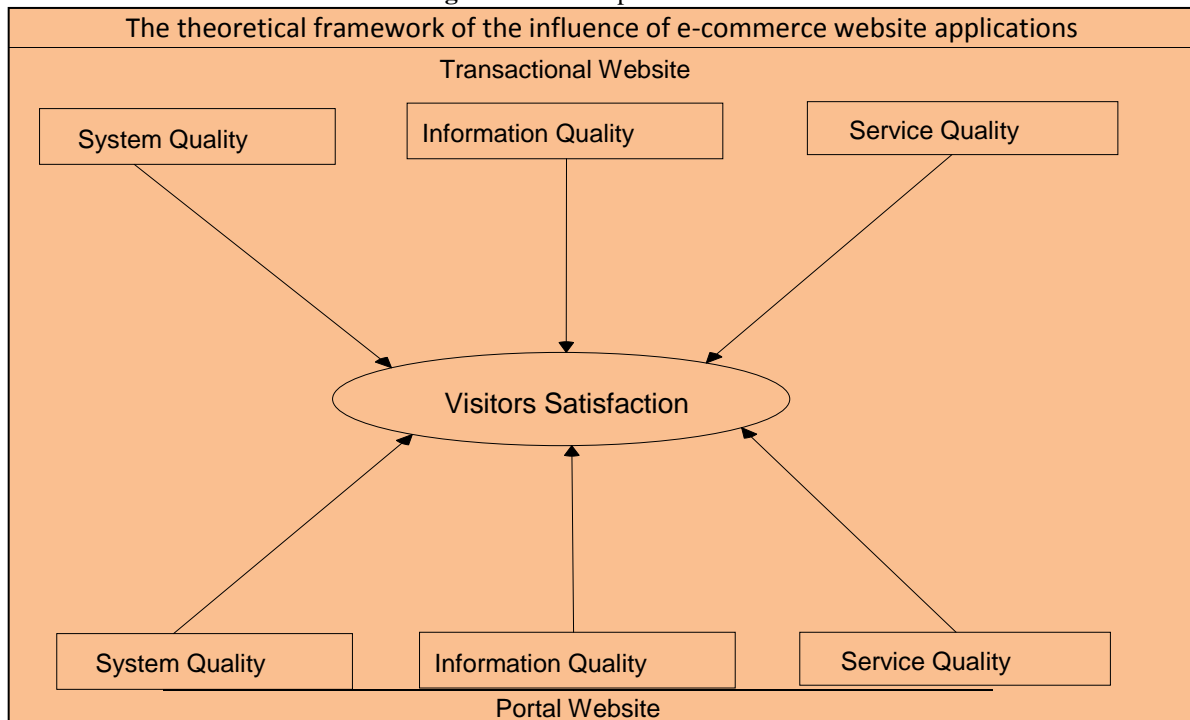 The theoretical framework of the influence of e-commerce website applications
Transactional Website
System Quality
Information Quality
Service Quality
Visitors Satisfaction
System Quality
Information Quality
Service Quality
Portal Website